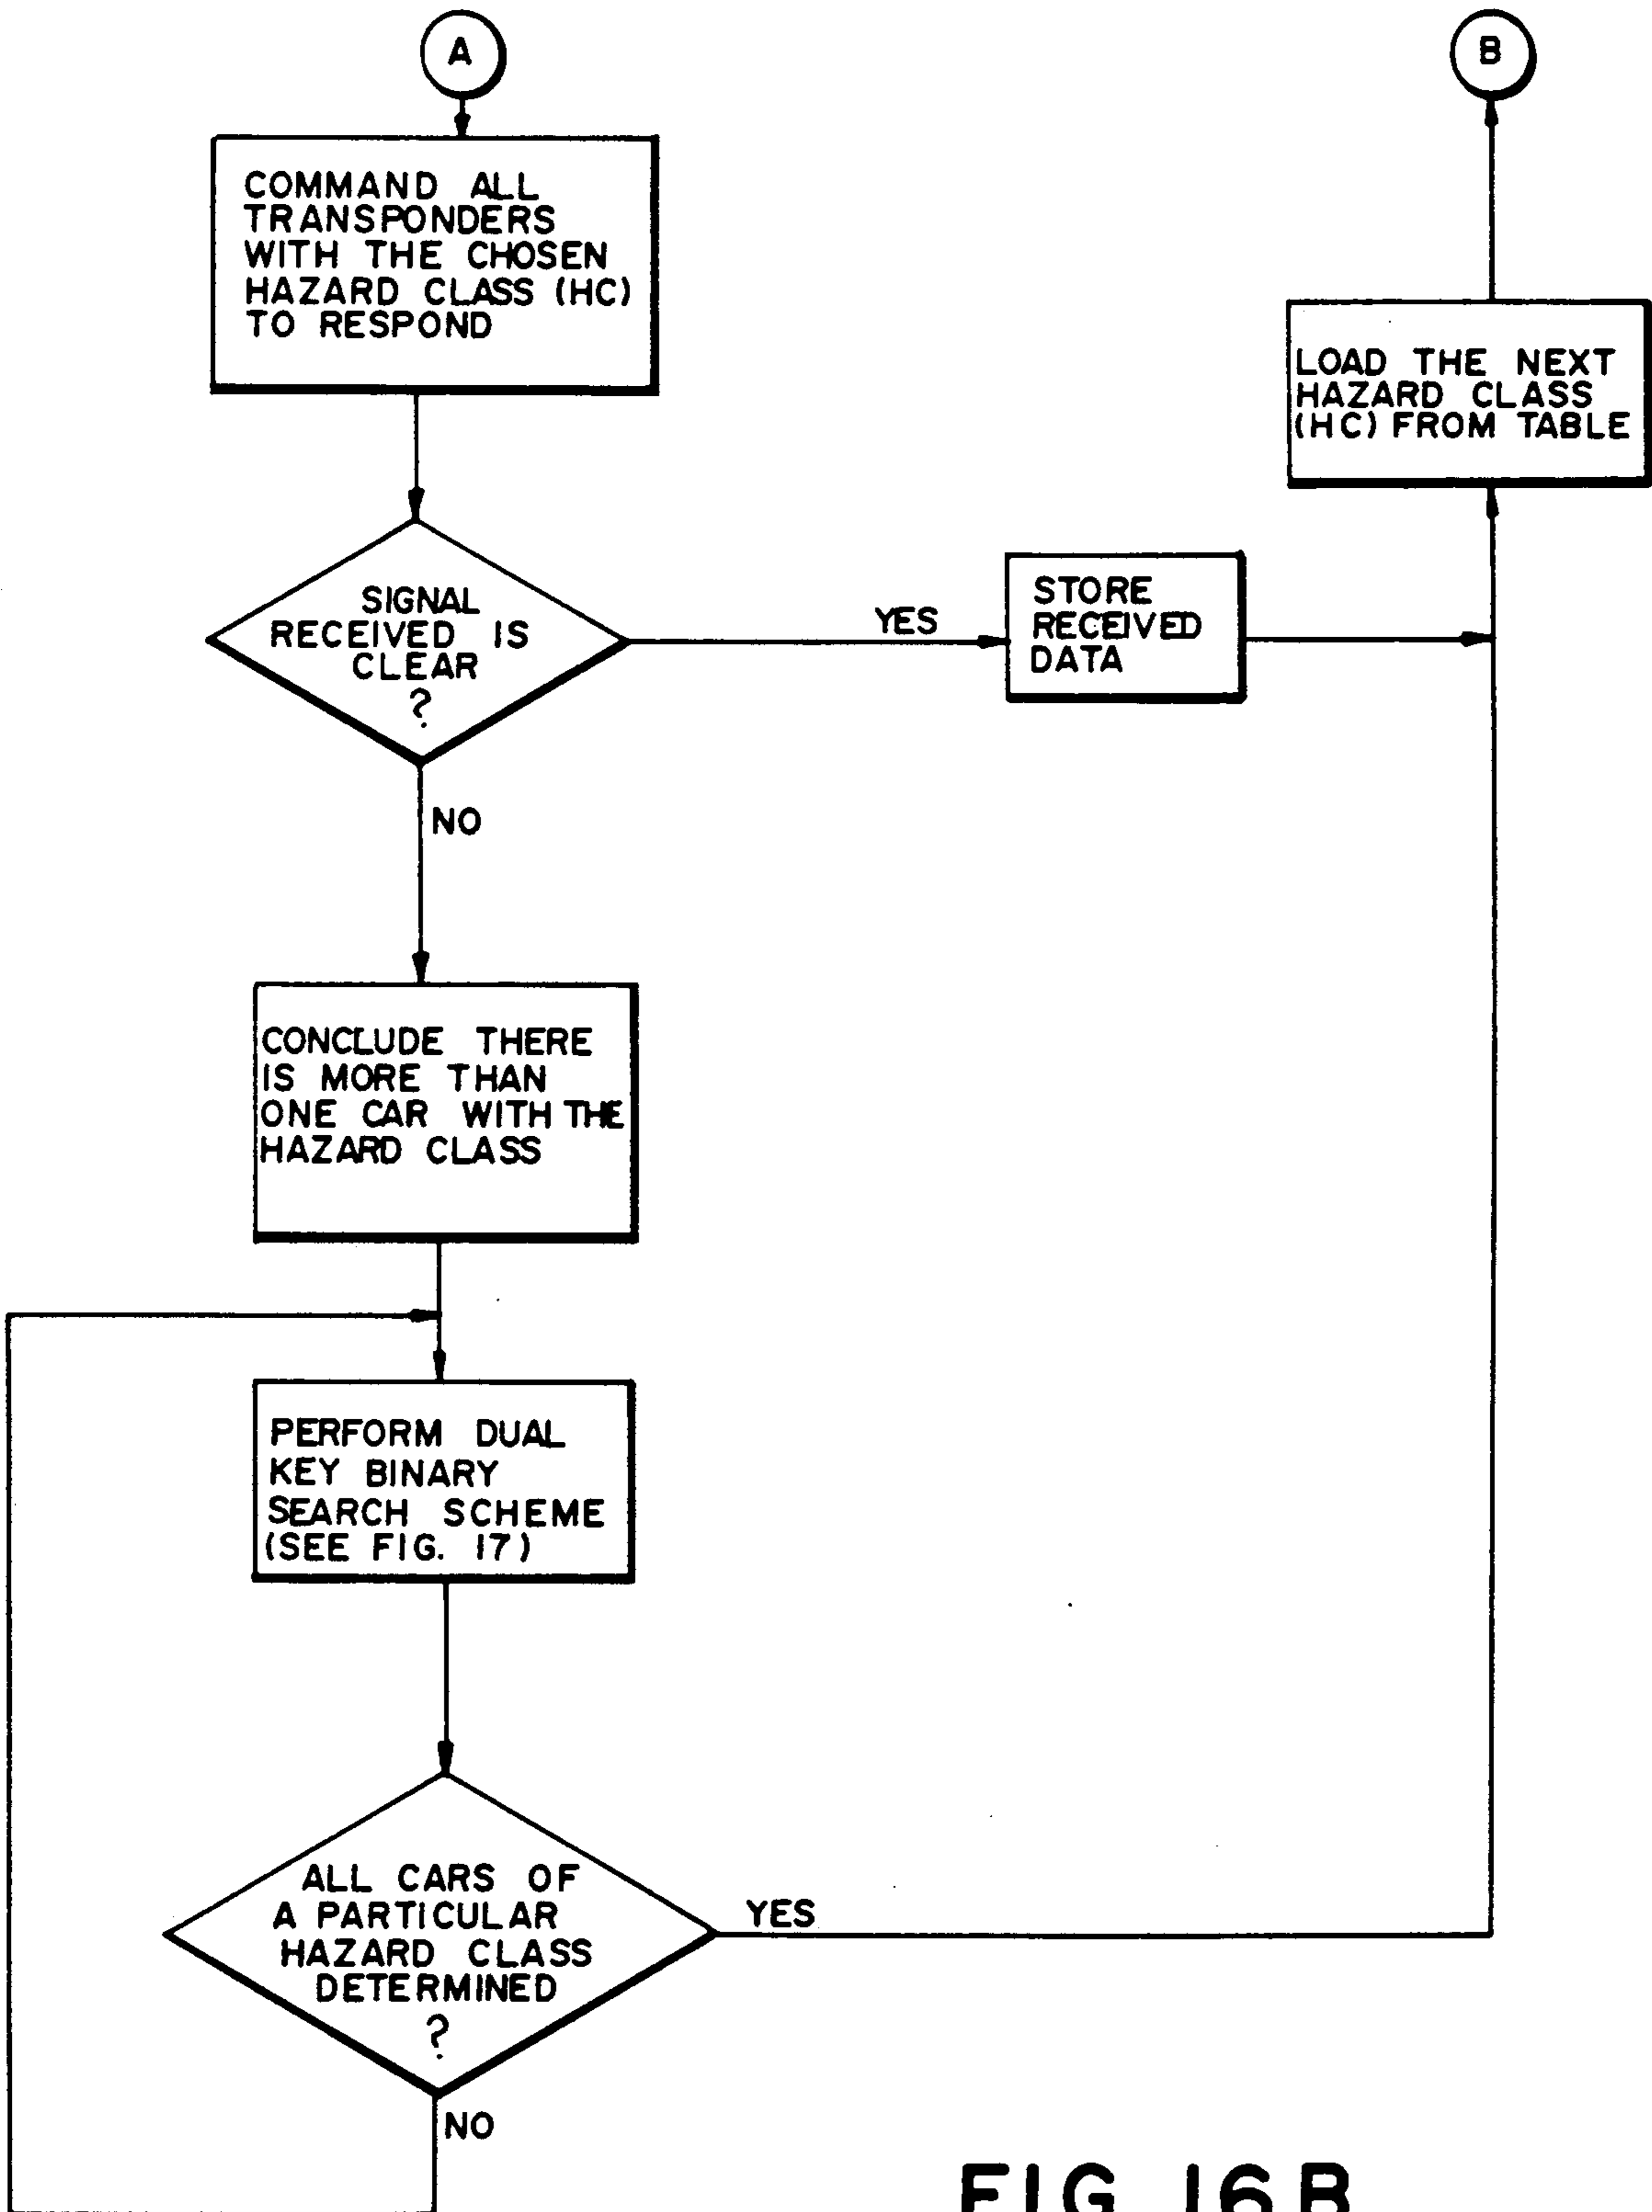 A
B
COMMAND ALL
TRANSPONDERS
WITH THE CHOSEN
HAZARD CLASS (HC)
TO RESPOND
LOAD THE NEXT
HAZARD CLASS
(HC) FROM TABLE
SIGNAL
RECEIVED IS
CLEAR
?
YES
STORE
RECEIVED
DATA
NO
CONCLUDE THERE
IS MORE THAN
ONE CAR WITH THE
HAZARD CLASS
PERFORM DUAL
KEY BINARY
SEARCH SCHEME
(SEE FIG. 17)
ALL CARS OF
A PARTICULAR
HAZARD CLASS
DETERMINED
?
YES
NO
FIG. 16B